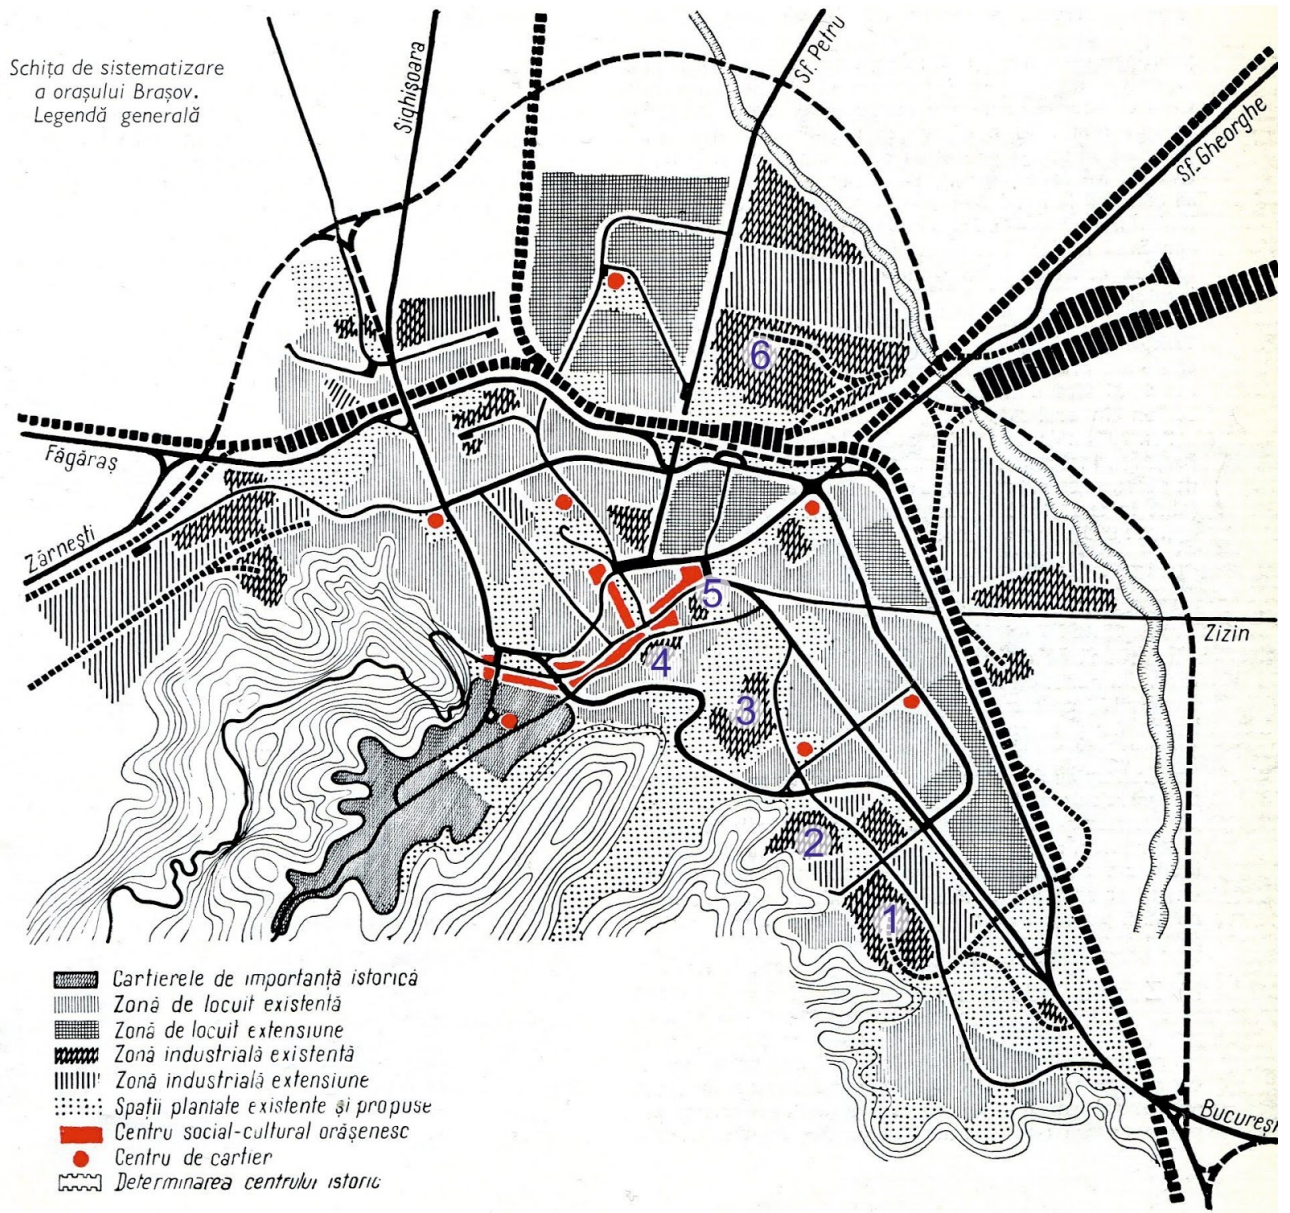 Schița de sistematizare
a orașului Brașov.
Legendă generală
Sighișoara
Sf. Petru
Sf. Gheorghe
6
Făgăraș
Zărnești
5
Zizin
4
3
2
1
București
Cartierele de importanță istorică
Zonă de locuit existentă
Zonă de locuit extensiune
Zonă industrială existentă
Zonă industrială extensiune
Spații plantate existente și propuse
Centru social-cultural orășenesc
Centru de cartier
Determinarea centrului istoric